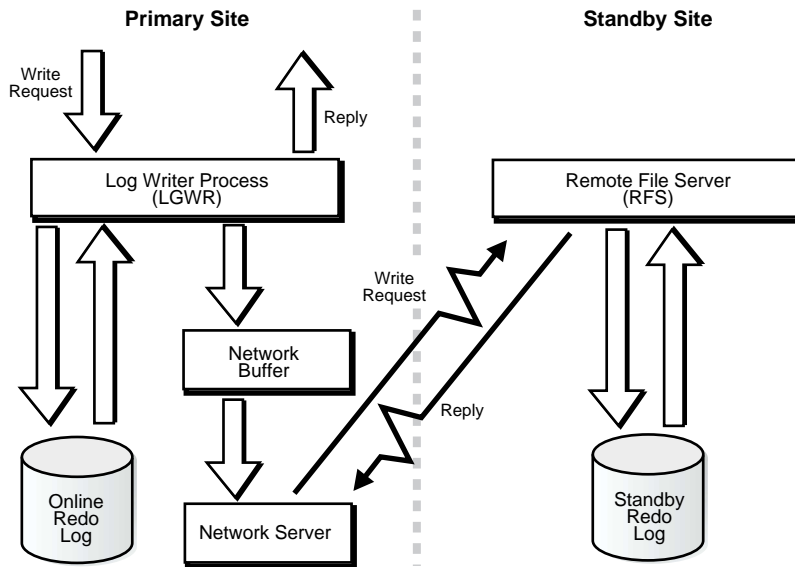 Primary Site
Standby Site
Write
Request
Reply
Log Writer Process
(LGWR)
Remote File Server
(RFS)
Write
Request
Network
Buffer
Reply
Online
Redo
Log
Network Server
Standby
Redo
Log